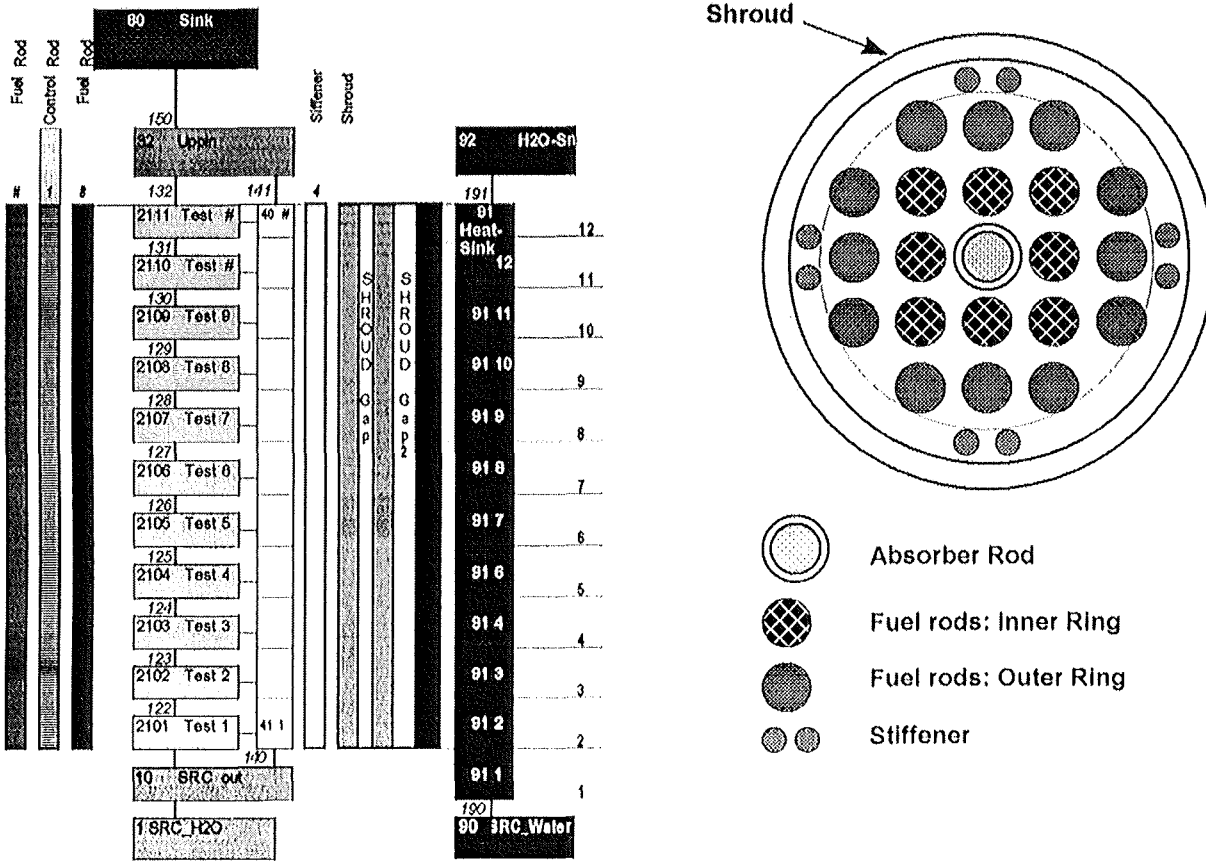 80 Sink
Fuel Rod
Control Rod
Fuel Rod
150
Siffener
Shroud
32 Uppln
92 H2O-Sn
# 1 8
132 141
4
191
2111 Test #
40 #
91 Heat-Sink 12
12
131
2110 Test #
11
130
2109 Test 9
91 11
10
129
2108 Test 8
91 10
9
128
2107 Test 7
91 9
8
127
2106 Test 6
91 8
7
126
2105 Test 5
91 7
6
125
2104 Test 4
91 6
5
124
2103 Test 3
91 4
4
123
2102 Test 2
91 3
3
122
2101 Test 1
41 1
91 2
2
140
10 SRC out
91 1
1
190
1 SRC_H2O
90 SRC_Water
SHROUD Gap
SHROUD Gap2
Shroud
Absorber Rod
Fuel rods: Inner Ring
Fuel rods: Outer Ring
Stiffener